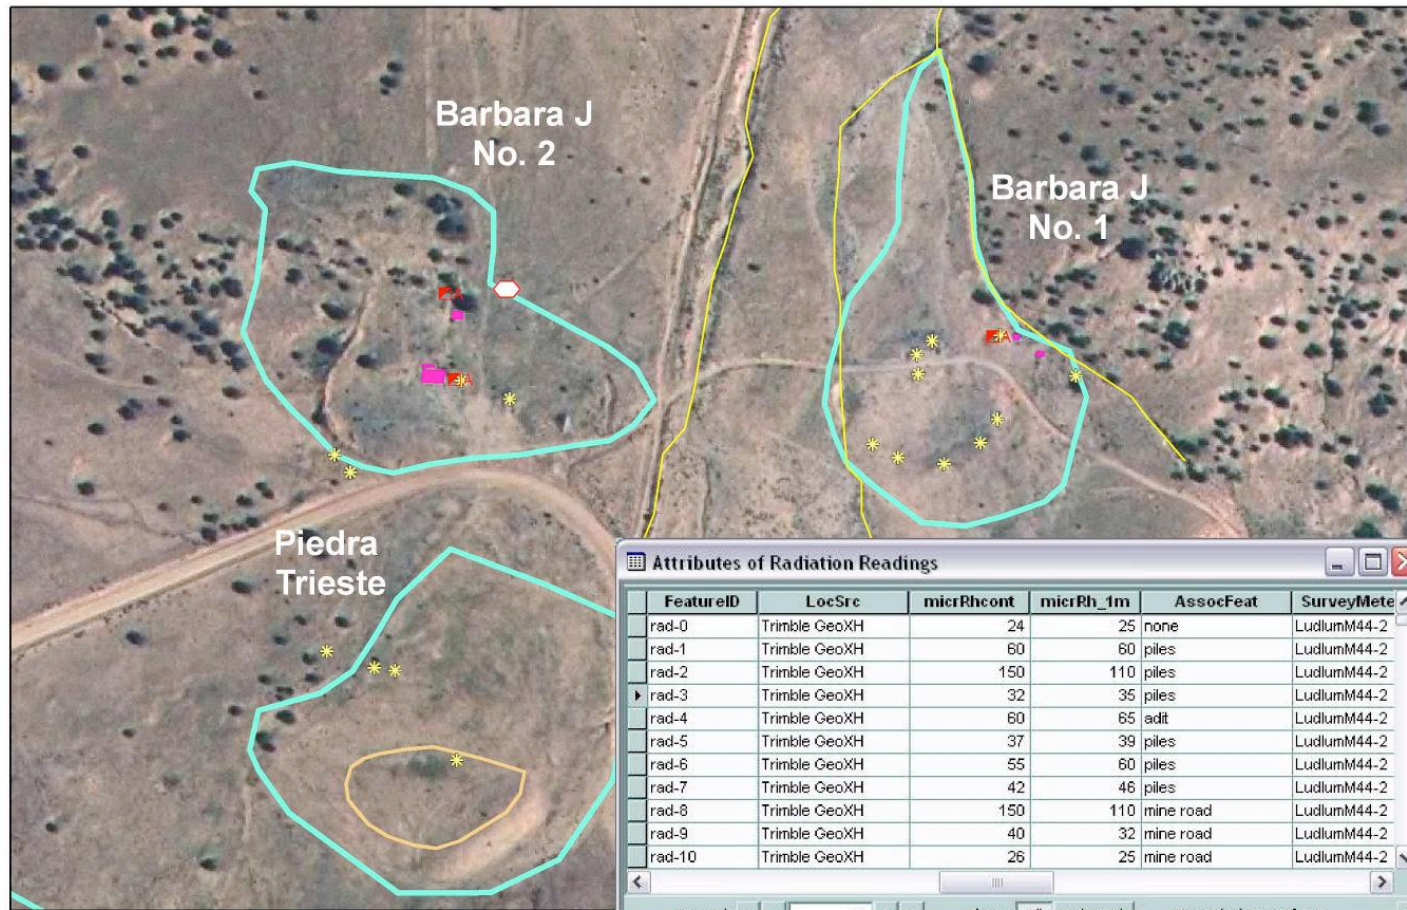 Barbara J
No. 2
Barbara J
No. 1
Piedra
Trieste
A
A
A
Attributes of Radiation Readings
FeatureID LocSrc micrRhcont micrRh_1m AssocFeat SurveyMete
rad-0 Trimble GeoXH 24 25 none LudlumM44-2
rad-1 Trimble GeoXH 60 60 piles LudlumM44-2
rad-2 Trimble GeoXH 150 110 piles LudlumM44-2
rad-3 Trimble GeoXH 32 35 piles LudlumM44-2
rad-4 Trimble GeoXH 60 65 adit LudlumM44-2
rad-5 Trimble GeoXH 37 39 piles LudlumM44-2
rad-6 Trimble GeoXH 55 60 piles LudlumM44-2
rad-7 Trimble GeoXH 42 46 piles LudlumM44-2
rad-8 Trimble GeoXH 150 110 mine road LudlumM44-2
rad-9 Trimble GeoXH 40 32 mine road LudlumM44-2
rad-10 Trimble GeoXH 26 25 mine road LudlumM44-2